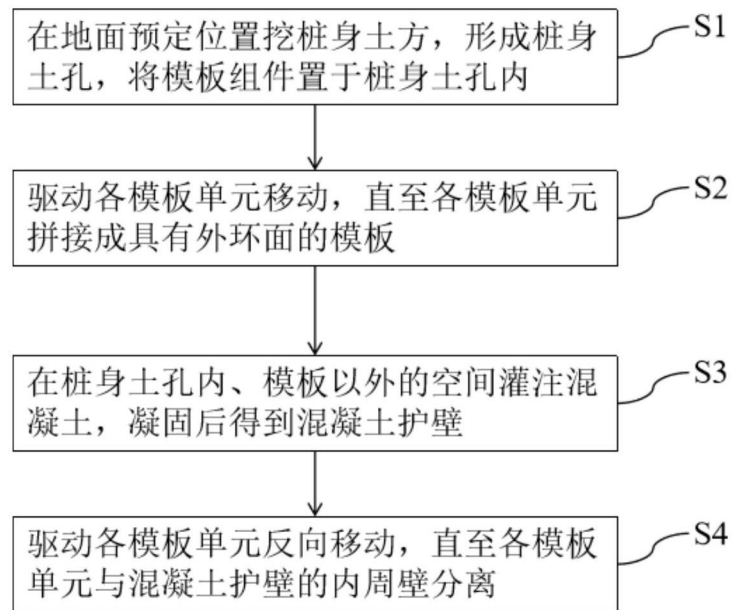 在地面预定位置挖桩身土方，形成桩身
土孔，将模板组件置于桩身土孔内
S1
驱动各模板单元移动，直至各模板单元
拼接成具有外环面的模板
S2
在桩身土孔内、模板以外的空间灌注混
凝土，凝固后得到混凝土护壁
S3
驱动各模板单元反向移动，直至各模板
单元与混凝土护壁的内周壁分离
S4